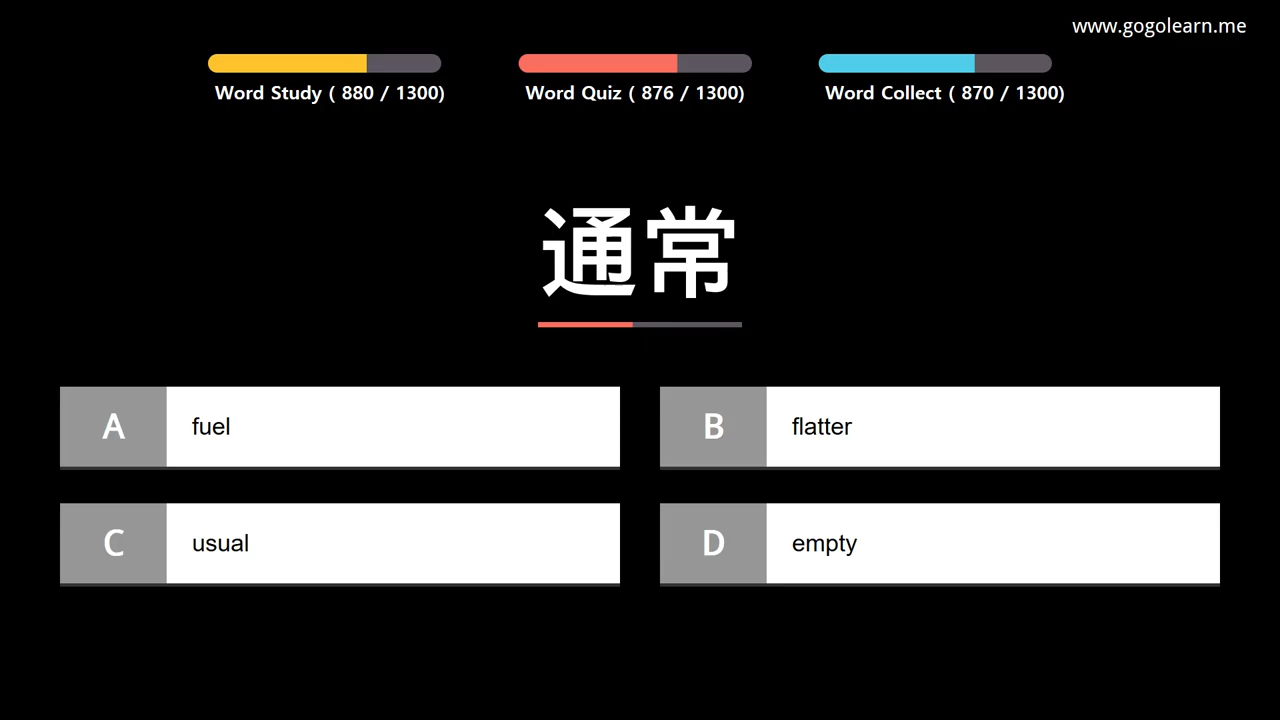 www.gogolearn.me
Word Study ( 880 / 1300)
Word Quiz ( 876 / 1300)
Word Collect ( 870 / 1300)
通常
A fuel
B flatter
C usual
D empty